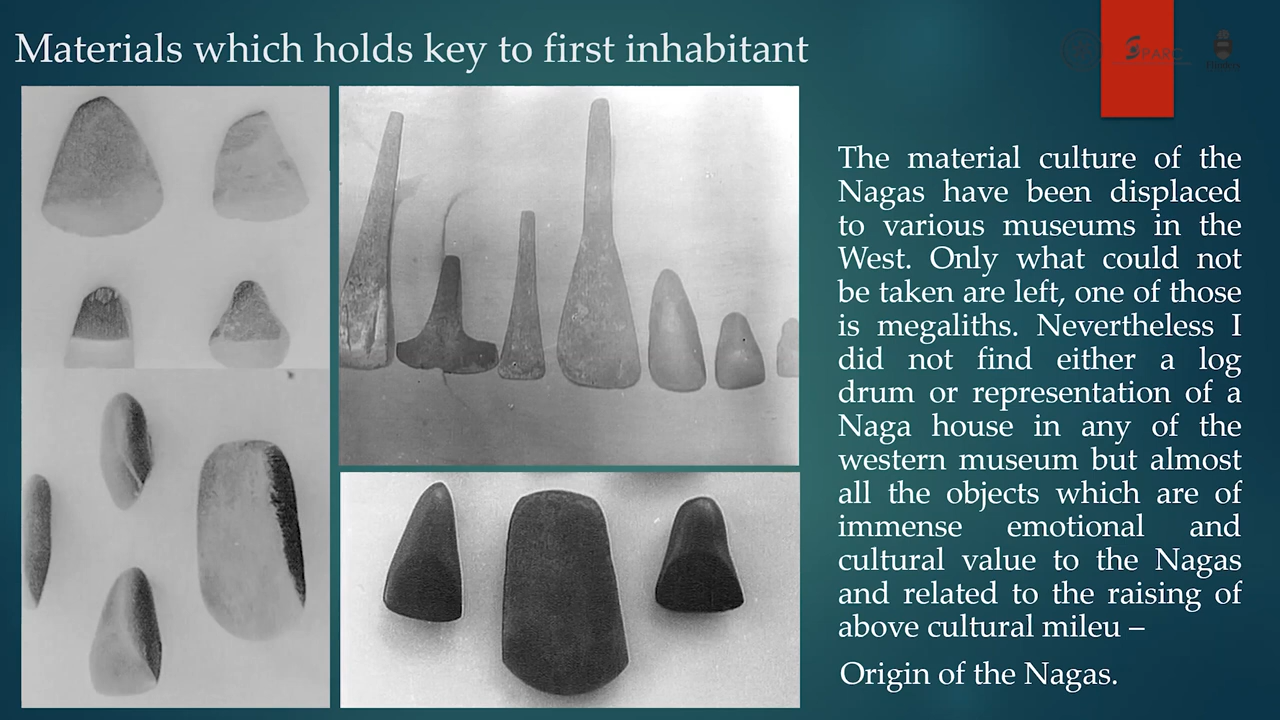 Materials which holds key to first inhabitant
SPARC
The material culture of the
Nagas have been displaced
to various museums in the
West. Only what could not
be taken are left, one of those
is megaliths. Nevertheless I
did not find either a log
drum or representation of a
Naga house in any of the
western museum but almost
all the objects which are of
immense emotional and
cultural value to the Nagas
and related to the raising of
above cultural mileu –
Origin of the Nagas.